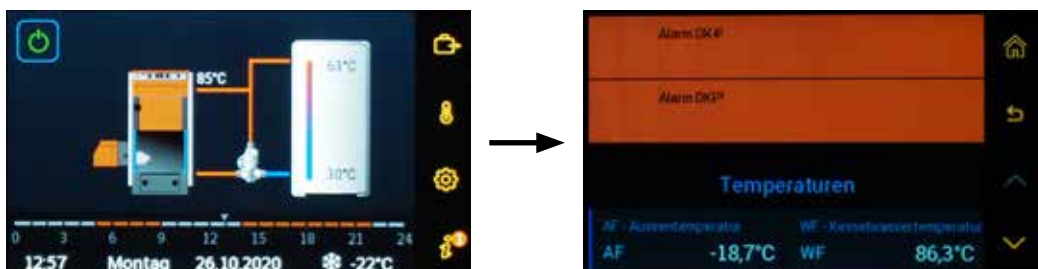 85°C
63°C
30°C
0 3 6 9 12 15 18 21 24
12:57 Montag 26.10.2020 -22°C
Alarm
Alarm
Temperaturen
AF - Aussentemperatur WF - Kesselwassertemperatur
AF -18,7°C WF 86,3°C